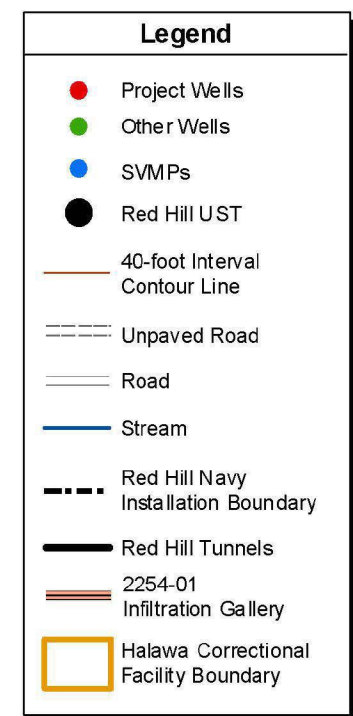 Legend
Project Wells
Other Wells
SVMPs
Red Hill UST
40-foot Interval
Contour Line
Unpaved Road
Road
Stream
Red Hill Navy
Installation Boundary
Red Hill Tunnels
2254-01
Infiltration Gallery
Halawa Correctional
Facility Boundary